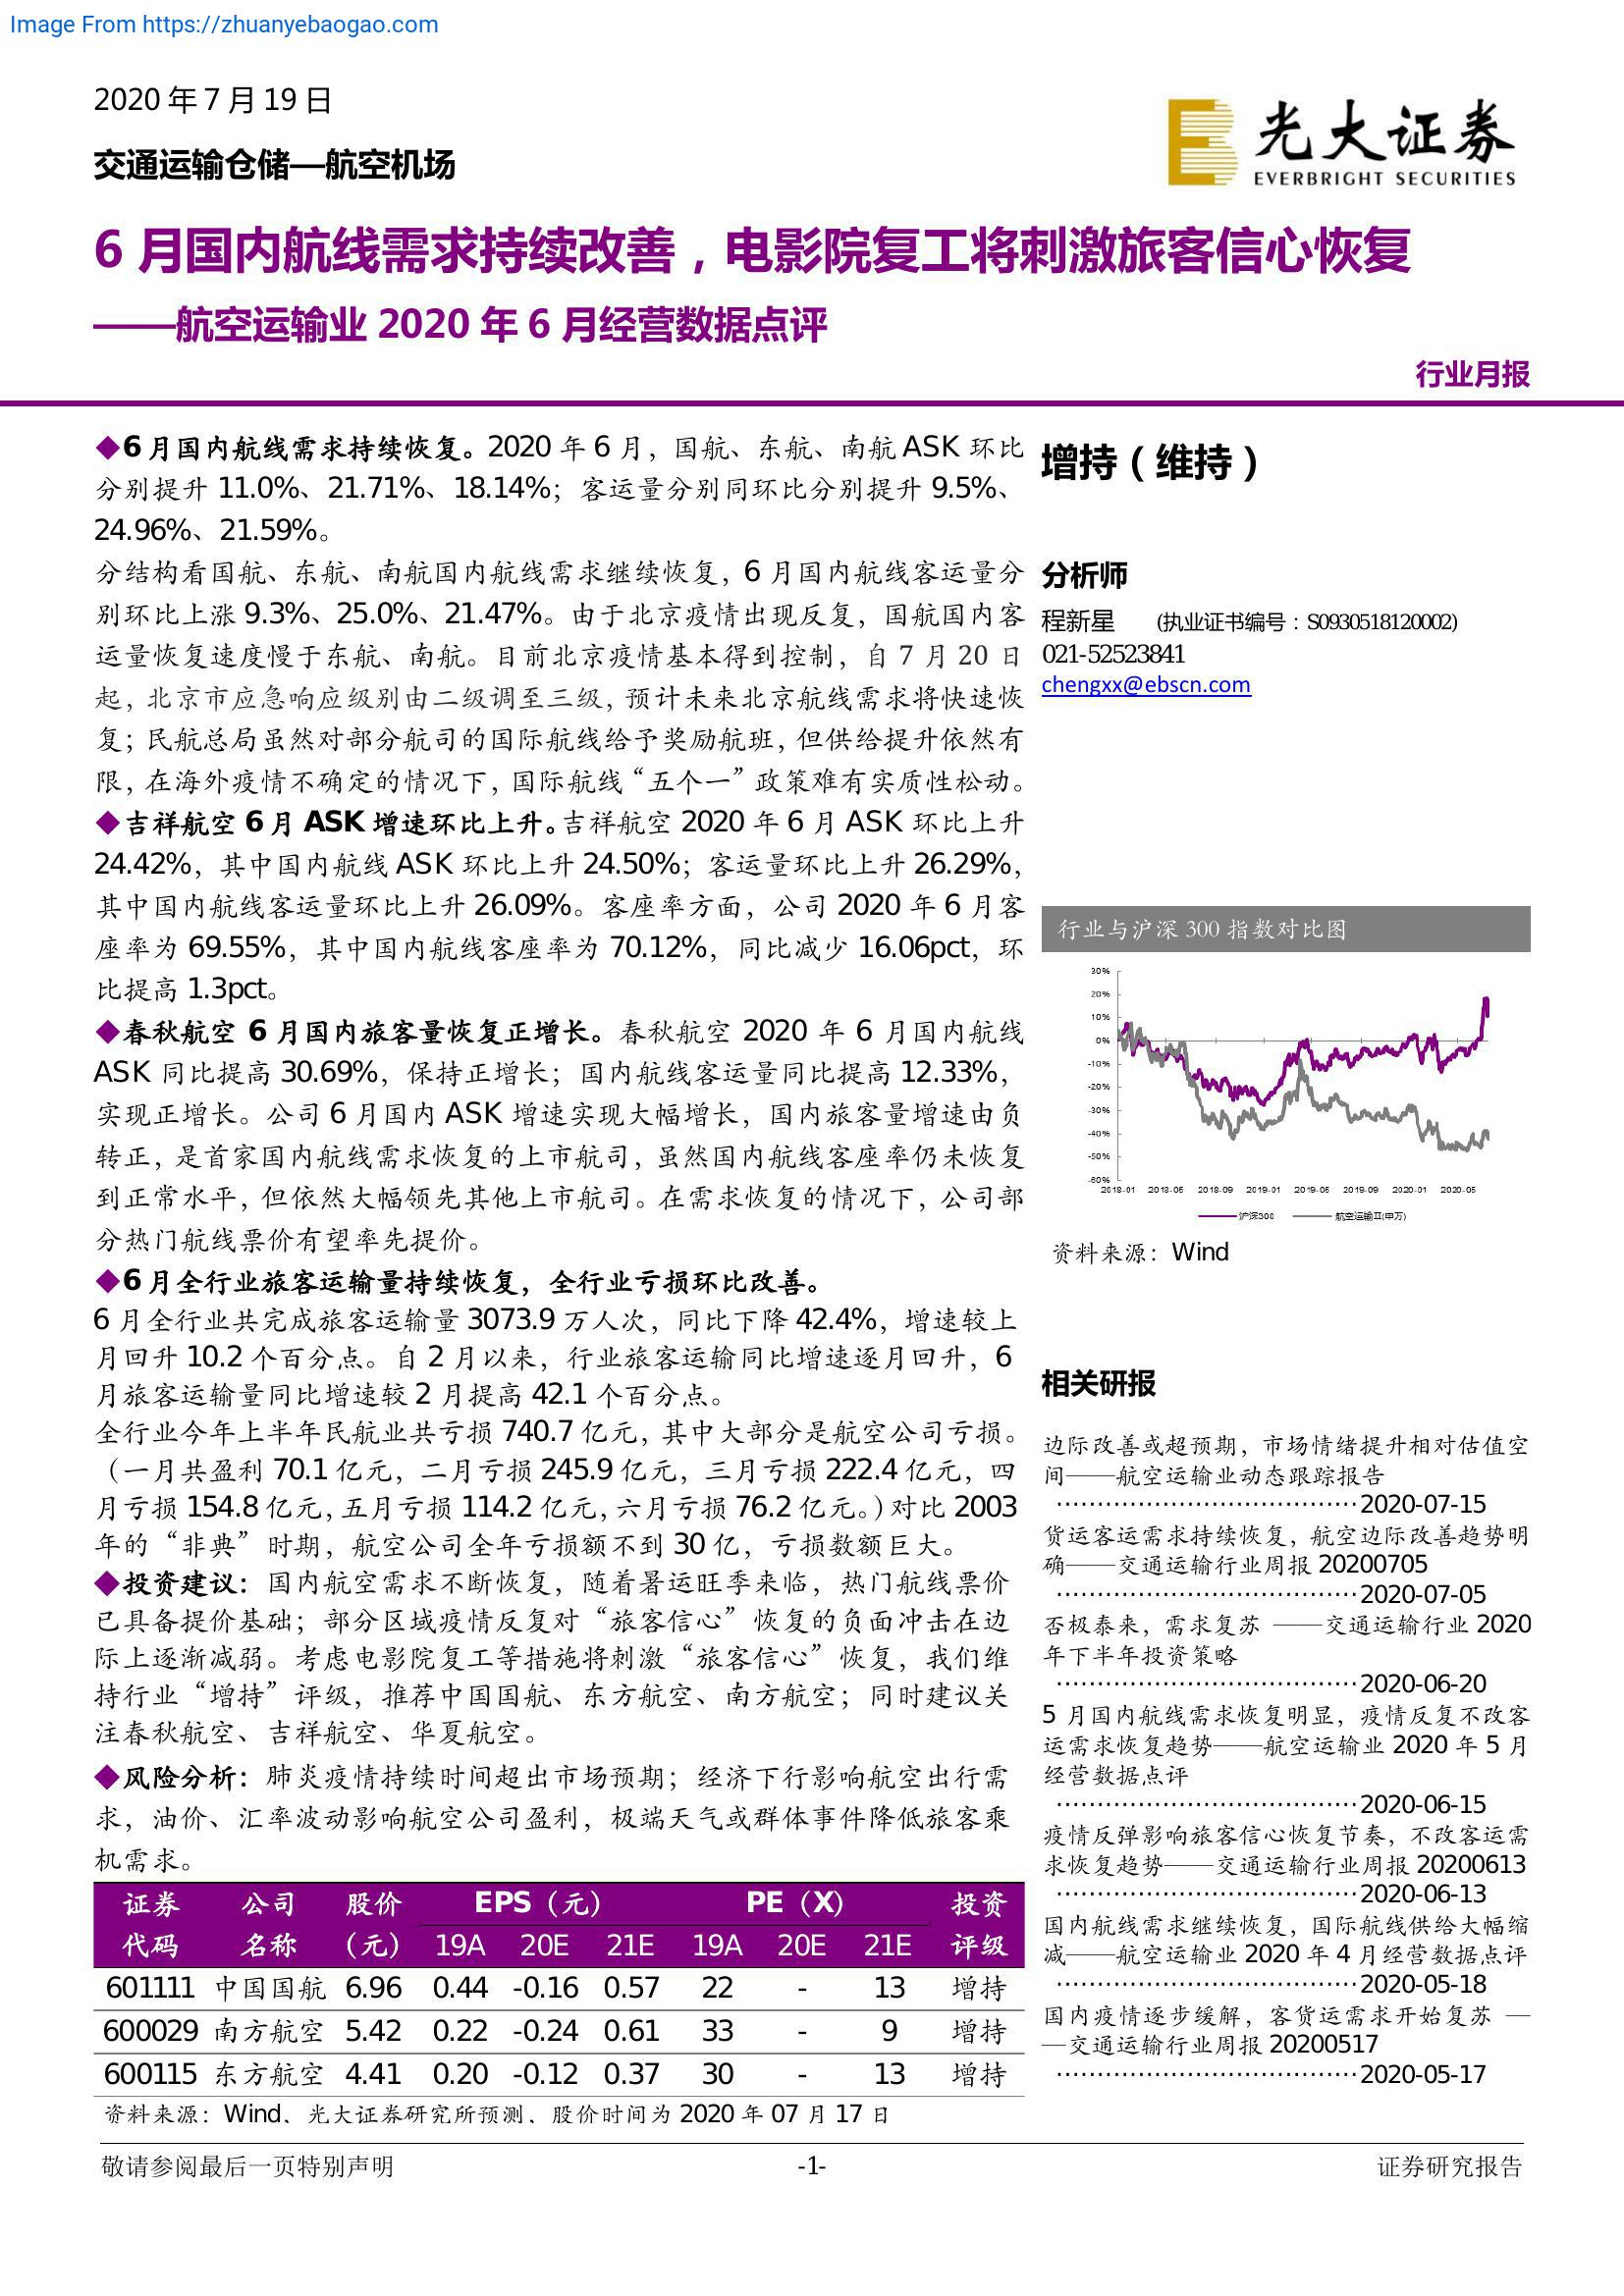 Image From https://zhuanyebaogao.com
2020 年 7 月 19 日
交通运输仓储—航空机场
光大证券
EVERBRIGHT SECURITIES
6 月国内航线需求持续改善，电影院复工将刺激旅客信心恢复
——航空运输业 2020 年 6 月经营数据点评
行业月报
◆6 月国内航线需求持续恢复。2020 年 6 月，国航、东航、南航 ASK 环比
分别提升 11.0%、21.71%、18.14%；客运量分别同环比分别提升 9.5%、
24.96%、21.59%。
分结构看国航、东航、南航国内航线需求继续恢复，6 月国内航线客运量分
别环比上涨 9.3%、25.0%、21.47%。由于北京疫情出现反复，国航国内客
运量恢复速度慢于东航、南航。目前北京疫情基本得到控制，自 7 月 20 日
起，北京市应急响应级别由二级调至三级，预计未来北京航线需求将快速恢
复；民航总局虽然对部分航司的国际航线给予奖励航班，但供给提升依然有
限，在海外疫情不确定的情况下，国际航线“五个一”政策难有实质性松动。
◆吉祥航空 6 月 ASK 增速环比上升。吉祥航空 2020 年 6 月 ASK 环比上升
24.42%，其中国内航线 ASK 环比上升 24.50%；客运量环比上升 26.29%，
其中国内航线客运量环比上升 26.09%。客座率方面，公司 2020 年 6 月客
座率为 69.55%，其中国内航线客座率为 70.12%，同比减少 16.06pct，环
比提高 1.3pct。
◆春秋航空 6 月国内旅客量恢复正增长。春秋航空 2020 年 6 月国内航线
ASK 同比提高 30.69%，保持正增长；国内航线客运量同比提高 12.33%，
实现正增长。公司 6 月国内 ASK 增速实现大幅增长，国内旅客量增速由负
转正，是首家国内航线需求恢复的上市航司，虽然国内航线客座率仍未恢复
到正常水平，但依然大幅领先其他上市航司。在需求恢复的情况下，公司部
分热门航线票价有望率先提价。
◆6 月全行业旅客运输量持续恢复，全行业亏损环比改善。
6 月全行业共完成旅客运输量 3073.9 万人次，同比下降 42.4%，增速较上
月回升 10.2 个百分点。自 2 月以来，行业旅客运输同比增速逐月回升，6
月旅客运输量同比增速较 2 月提高 42.1 个百分点。
全行业今年上半年民航业共亏损 740.7 亿元，其中大部分是航空公司亏损。
（一月共盈利 70.1 亿元，二月亏损 245.9 亿元，三月亏损 222.4 亿元，四
月亏损 154.8 亿元，五月亏损 114.2 亿元，六月亏损 76.2 亿元。）对比 2003
年的“非典”时期，航空公司全年亏损额不到 30 亿，亏损数额巨大。
◆投资建议：国内航空需求不断恢复，随着暑运旺季来临，热门航线票价
已具备提价基础；部分区域疫情反复对“旅客信心”恢复的负面冲击在边
际上逐渐减弱。考虑电影院复工等措施将刺激“旅客信心”恢复，我们维
持行业“增持”评级，推荐中国国航、东方航空、南方航空；同时建议关
注春秋航空、吉祥航空、华夏航空。
◆风险分析：肺炎疫情持续时间超出市场预期；经济下行影响航空出行需
求，油价、汇率波动影响航空公司盈利，极端天气或群体事件降低旅客乘
机需求。
证券 公司 股价 EPS（元） PE（X） 投资
代码 名称 （元） 19A 20E 21E 19A 20E 21E 评级
601111 中国国航 6.96 0.44 -0.16 0.57 22 - 13 增持
600029 南方航空 5.42 0.22 -0.24 0.61 33 - 9 增持
600115 东方航空 4.41 0.20 -0.12 0.37 30 - 13 增持
资料来源：Wind、光大证券研究所预测，股价时间为 2020 年 07 月 17 日
增持（维持）
分析师
程新星 (执业证书编号：S0930518120002)
021-52523841
chengxx@ebscn.com
行业与沪深 300 指数对比图
30%
20%
10%
0%
-10%
-20%
-30%
-40%
-50%
-60%
2018-01 2018-05 2018-09 2019-01 2019-05 2019-09 2020-01 2020-05
沪深300 航空运输II(申万)
资料来源：Wind
相关研报
边际改善或超预期，市场情绪提升相对估值空
间——航空运输业动态跟踪报告
·····································2020-07-15
货运客运需求持续恢复，航空边际改善趋势明
确——交通运输行业周报 20200705
·····································2020-07-05
否极泰来，需求复苏 ——交通运输行业 2020
年下半年投资策略
·····································2020-06-20
5 月国内航线需求恢复明显，疫情反复不改客
运需求恢复趋势——航空运输业 2020 年 5 月
经营数据点评
·····································2020-06-15
疫情反弹影响旅客信心恢复节奏，不改客运需
求恢复趋势——交通运输行业周报 20200613
·····································2020-06-13
国内航线需求继续恢复，国际航线供给大幅缩
减——航空运输业 2020 年 4 月经营数据点评
·····································2020-05-18
国内疫情逐步缓解，客货运需求开始复苏 —
—交通运输行业周报 20200517
·····································2020-05-17
敬请参阅最后一页特别声明 -1- 证券研究报告